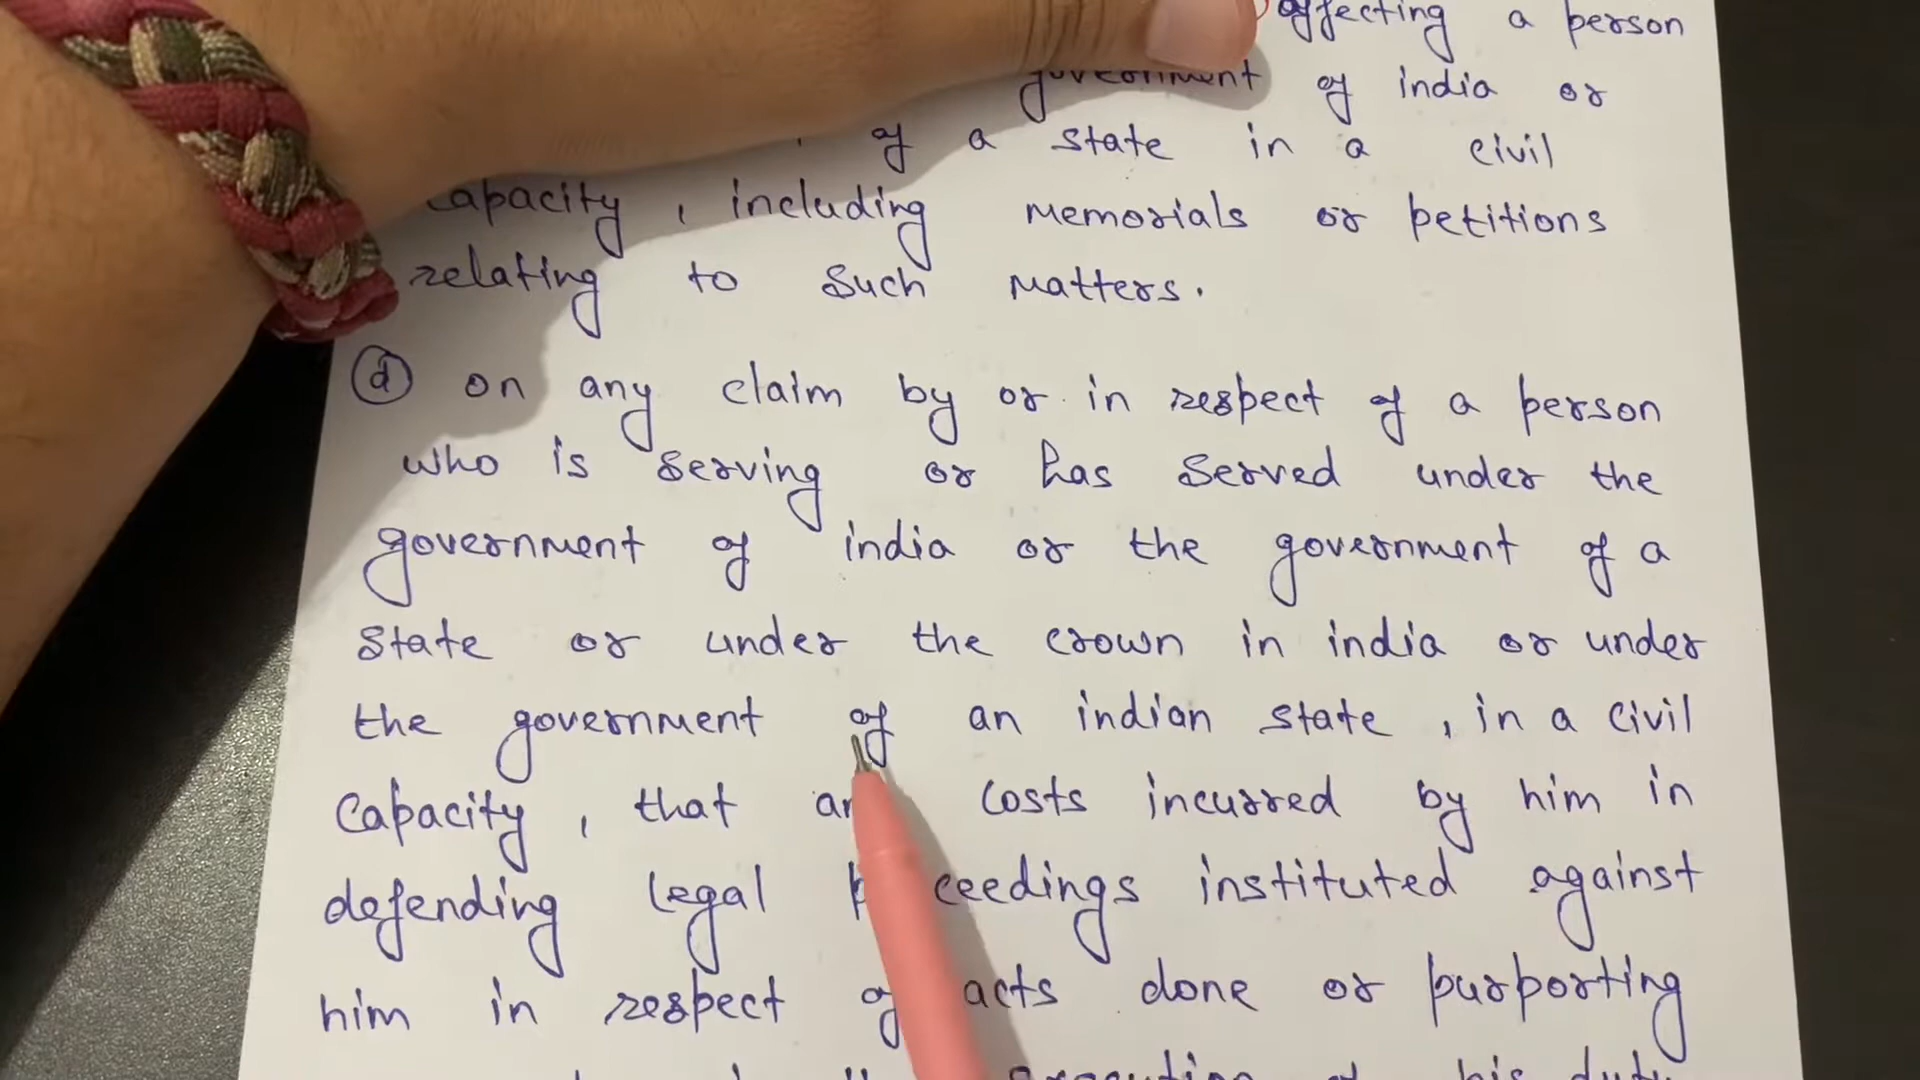 affecting a person
government of india or
of a state in a civil
capacity, including memorials or petitions
relating to such matters.
(d) on any claim by or in respect of a person
who is serving or has served under the
government of india or the government of a
State or under the crown in india or under
the government of an indian state, in a civil
Capacity, that costs incurred by him in
defending legal instituted against
him in respect acts done or purporting
execution his duty